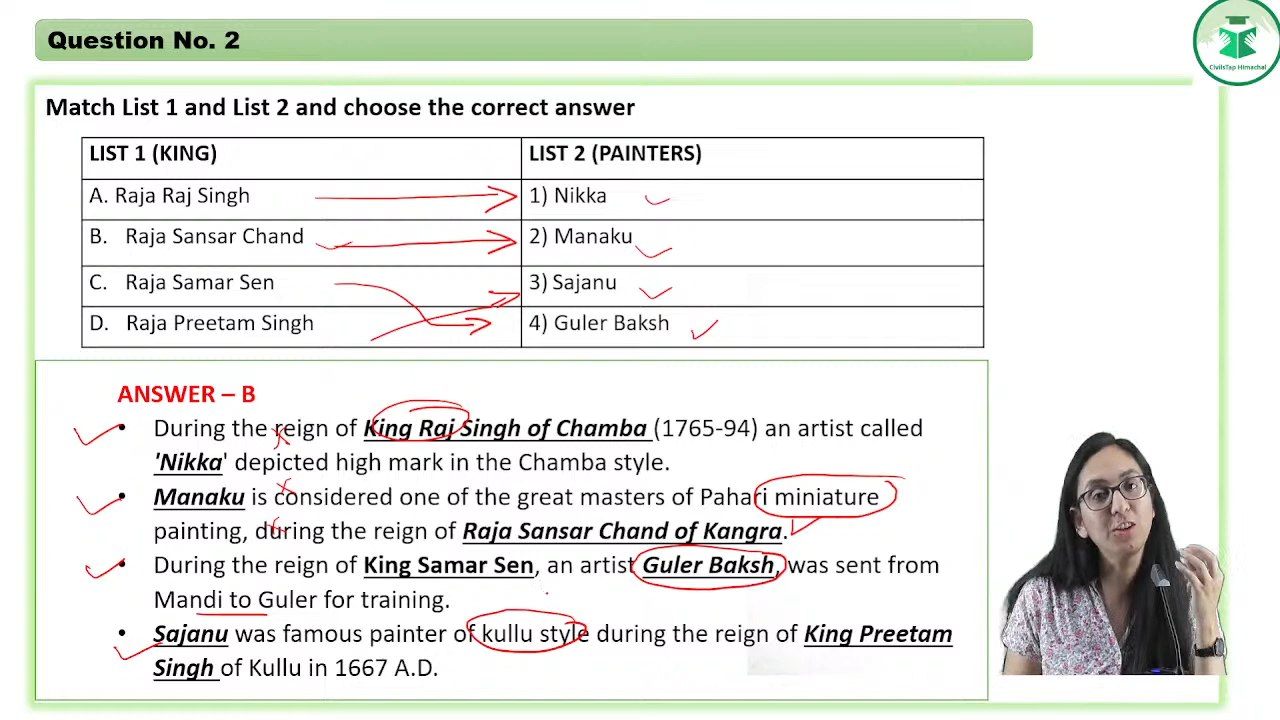 Question No. 2
CivilsTap Himachal
Match List 1 and List 2 and choose the correct answer
LIST 1 (KING) LIST 2 (PAINTERS)
A. Raja Raj Singh 1) Nikka
B. Raja Sansar Chand 2) Manaku
C. Raja Samar Sen 3) Sajanu
D. Raja Preetam Singh 4) Guler Baksh
ANSWER – B
• During the reign of King Raj Singh of Chamba (1765-94) an artist called
'Nikka' depicted high mark in the Chamba style.
• Manaku is considered one of the great masters of Pahari miniature
painting, during the reign of Raja Sansar Chand of Kangra.
• During the reign of King Samar Sen, an artist Guler Baksh, was sent from
Mandi to Guler for training.
• Sajanu was famous painter of kullu style during the reign of King Preetam
Singh of Kullu in 1667 A.D.